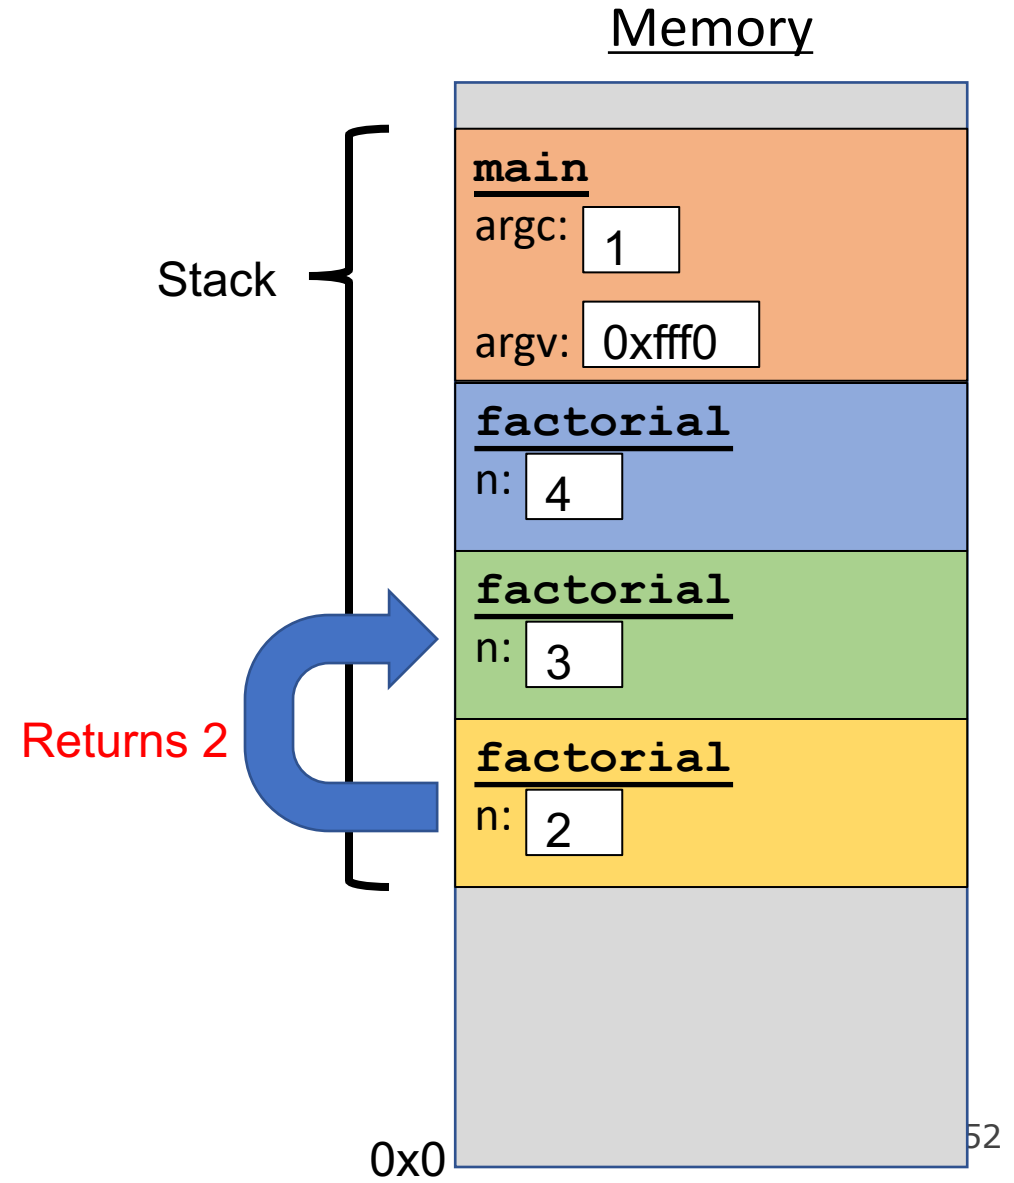 Memory
main
argc: 1
Stack
argv: 0xfff0
factorial
n: 4
factorial
n: 3
Returns 2
factorial
n: 2
52
0x0